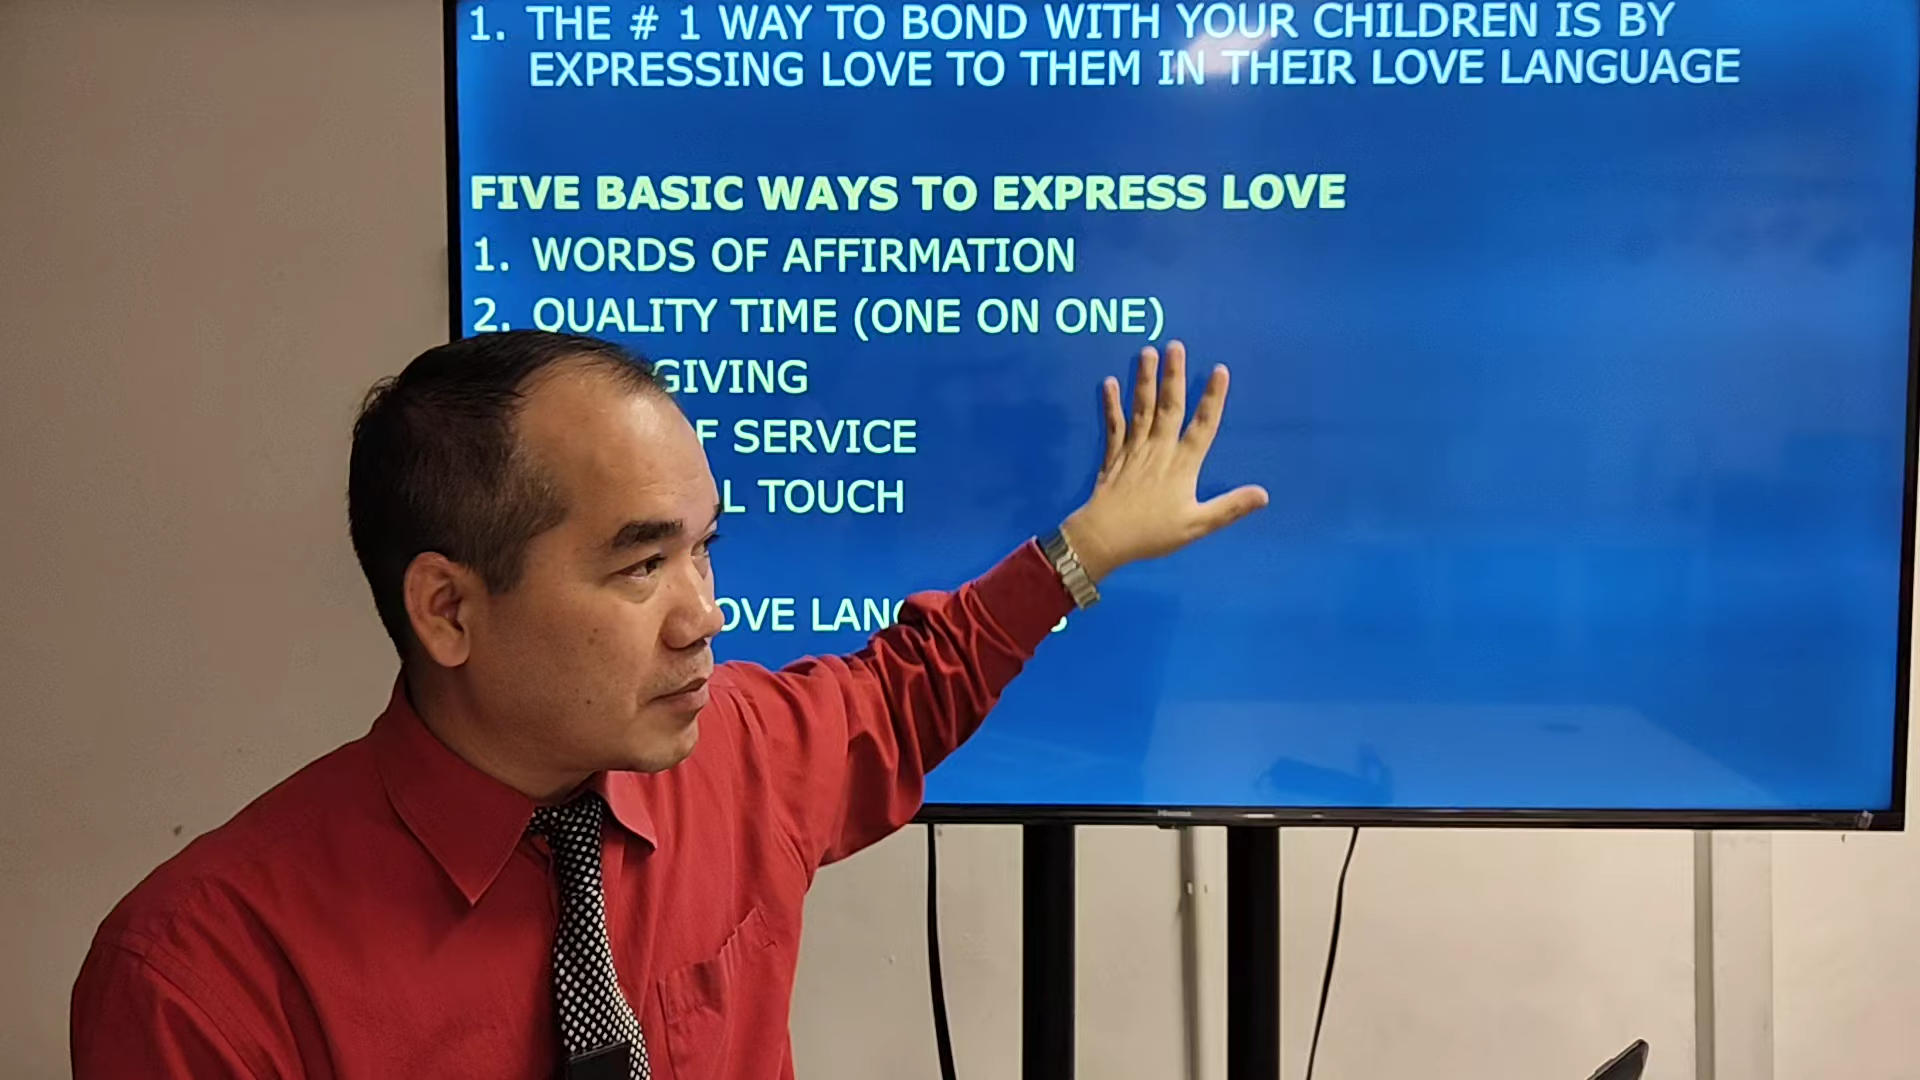 1. THE # 1 WAY TO BOND WITH YOUR CHILDREN IS BY
EXPRESSING LOVE TO THEM IN THEIR LOVE LANGUAGE
FIVE BASIC WAYS TO EXPRESS LOVE
1. WORDS OF AFFIRMATION
2. QUALITY TIME (ONE ON ONE)
GIVING
F SERVICE
L TOUCH
OVE LANG